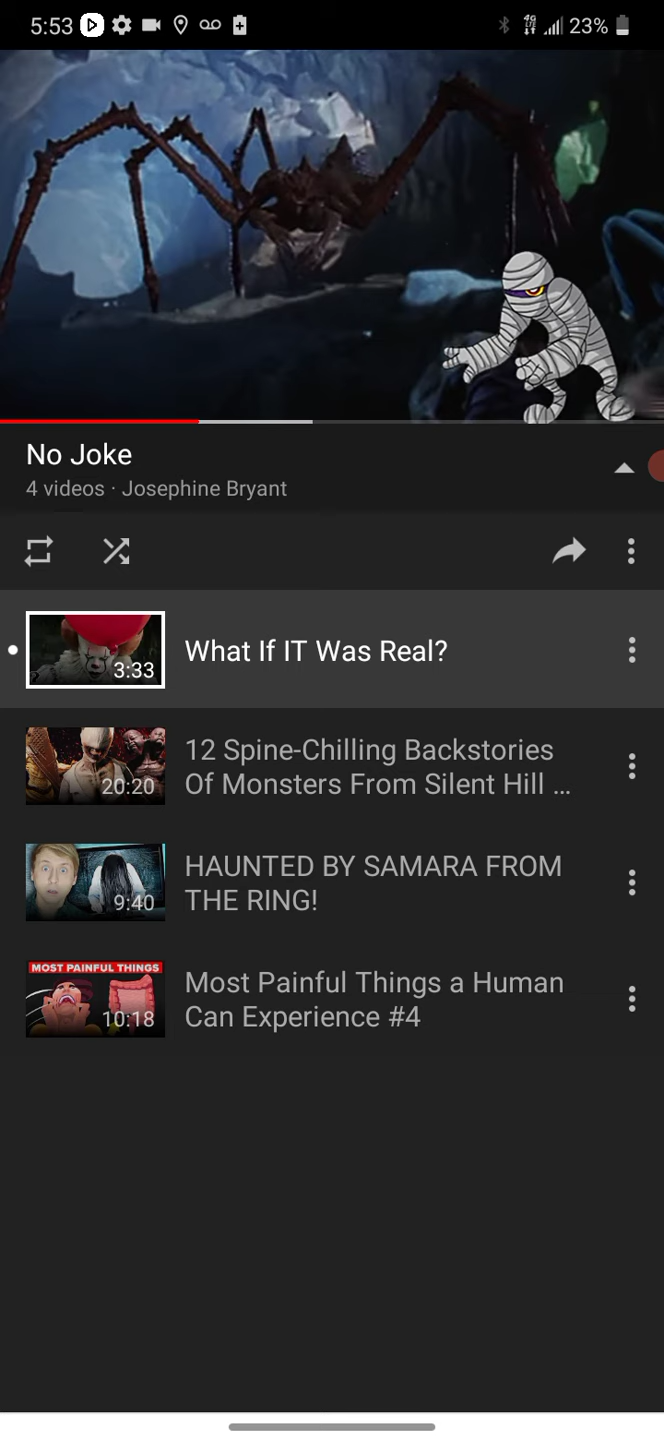 5:53 4G LTE 23%
No Joke
4 videos · Josephine Bryant
3:33
What If IT Was Real?
20:20
12 Spine-Chilling Backstories
Of Monsters From Silent Hill ...
9:40
HAUNTED BY SAMARA FROM
THE RING!
MOST PAINFUL THINGS
10:18
Most Painful Things a Human
Can Experience #4